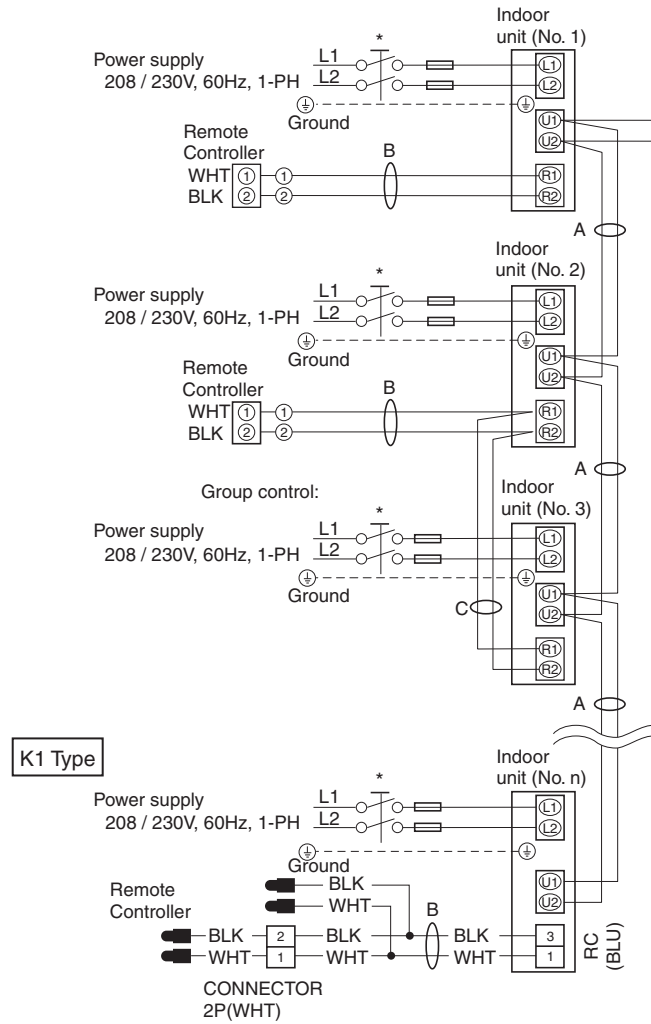 Indoor
unit (No. 1)
Power supply
208 / 230V, 60Hz, 1-PH
L1
L2
*
L1
L2
Ground
U1
U2
Remote
Controller
WHT 1 1
BLK 2 2
B
R1
R2
A
Indoor
unit (No. 2)
Power supply
208 / 230V, 60Hz, 1-PH
L1
L2
*
L1
L2
Ground
U1
U2
Remote
Controller
WHT 1 1
BLK 2 2
B
R1
R2
A
Group control:
Indoor
unit (No. 3)
Power supply
208 / 230V, 60Hz, 1-PH
L1
L2
*
L1
L2
Ground
U1
U2
C
R1
R2
A
K1 Type
Indoor
unit (No. n)
Power supply
208 / 230V, 60Hz, 1-PH
L1
L2
*
L1
L2
Ground
U1
U2
Remote
Controller
BLK
WHT
B
BLK 2 BLK BLK 3
WHT 1 WHT WHT 1
RC
(BLU)
CONNECTOR
2P(WHT)